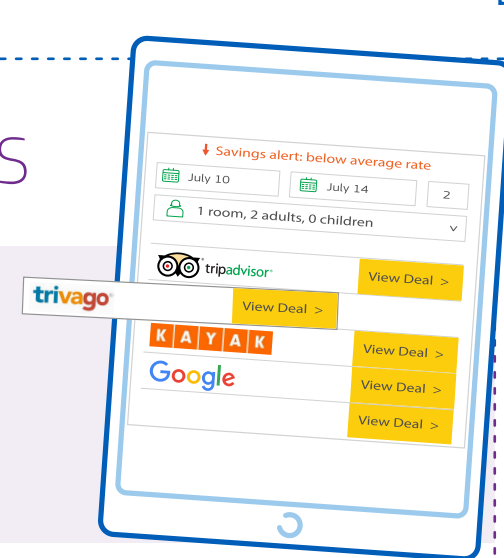 S
Savings alert: below average rate
July 10 July 14 2
1 room, 2 adults, 0 children
tripadvisor View Deal >
trivago View Deal >
KAYAK View Deal >
Google View Deal >
View Deal >